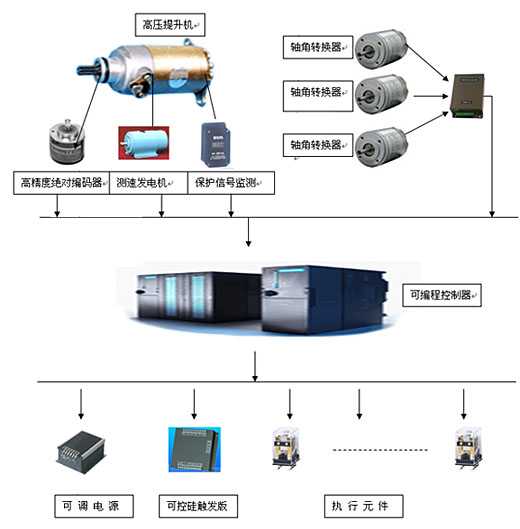 高压提升机
轴角转换器
轴角转换器
轴角转换器
高精度绝对编码器
测速发电机
保护信号监测
可编程控制器
可调电源
可控硅触发版
执行元件